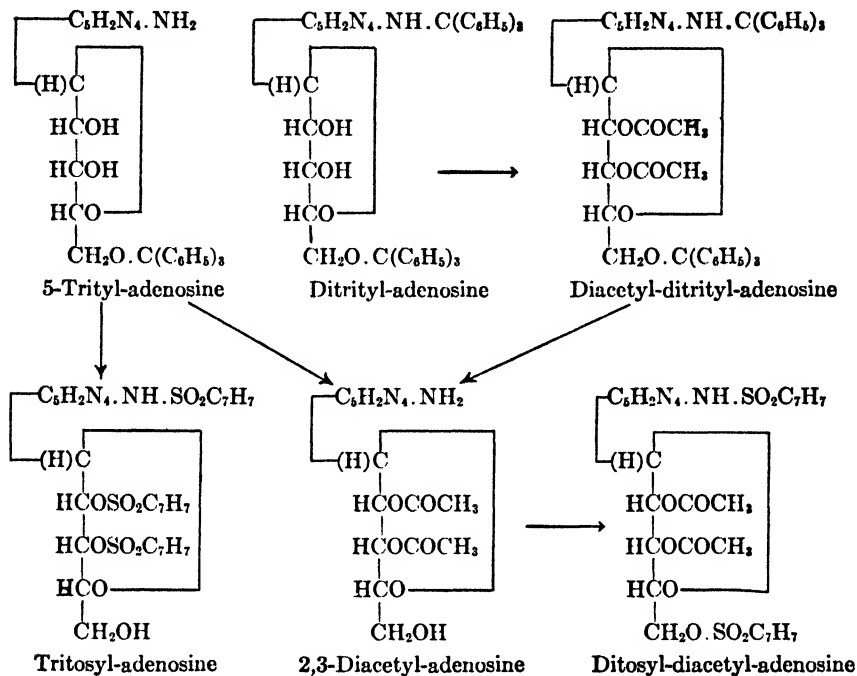 C₅H₂N₄.NH₂ C₅H₂N₄.NH.C(C₆H₅)₃ C₅H₂N₄.NH.C(C₆H₅)₃
(H)C (H)C (H)C
HCOH HCOH HCOCOCH₃
HCOH HCOH HCOCOCH₃
HCO HCO HCO
CH₂O.C(C₆H₅)₃ CH₂O.C(C₆H₅)₃ CH₂O.C(C₆H₅)₃
5-Trityl-adenosine Ditrityl-adenosine Diacetyl-ditrityl-adenosine
C₅H₂N₄.NH.SO₂C₇H₇ C₅H₂N₄.NH₂ C₅H₂N₄.NH.SO₂C₇H₇
(H)C (H)C (H)C
HCOSO₂C₇H₇ HCOCOCH₃ HCOCOCH₃
HCOSO₂C₇H₇ HCOCOCH₃ HCOCOCH₃
HCO HCO HCO
CH₂OH CH₂OH CH₂O.SO₂C₇H₇
Tritosyl-adenosine 2,3-Diacetyl-adenosine Ditosyl-diacetyl-adenosine